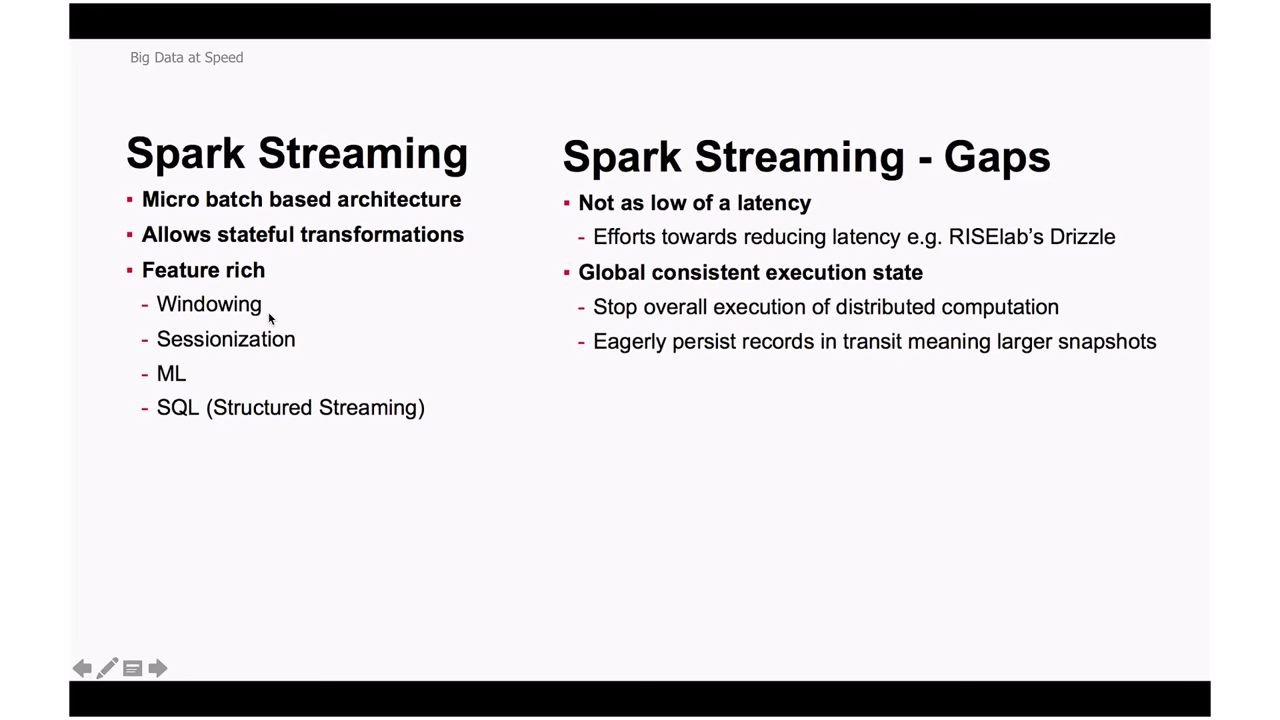 Big Data at Speed
Spark Streaming
▪ Micro batch based architecture
▪ Allows stateful transformations
▪ Feature rich
- Windowing
- Sessionization
- ML
- SQL (Structured Streaming)
Spark Streaming - Gaps
▪ Not as low of a latency
- Efforts towards reducing latency e.g. RISElab's Drizzle
▪ Global consistent execution state
- Stop overall execution of distributed computation
- Eagerly persist records in transit meaning larger snapshots